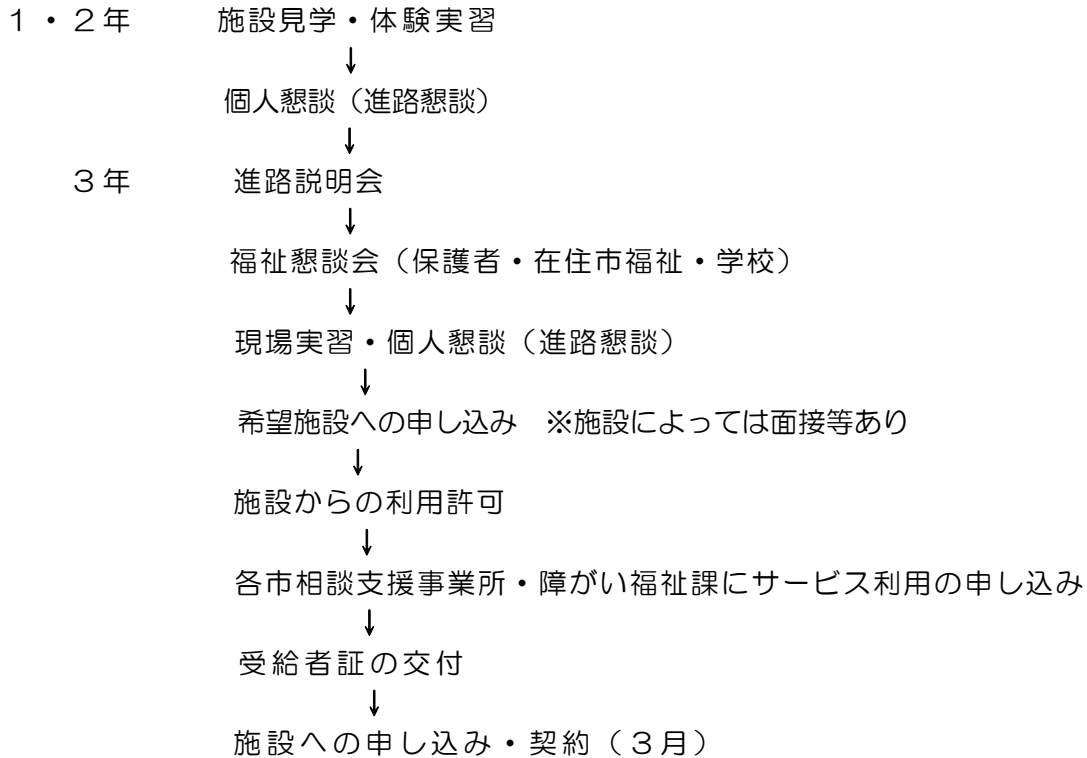 １・２年　施設見学・体験実習
↓
個人懇談（進路懇談）
↓
３年　進路説明会
↓
福祉懇談会（保護者・在住市福祉・学校）
↓
現場実習・個人懇談（進路懇談）
↓
希望施設への申し込み　※施設によっては面接等あり
↓
施設からの利用許可
↓
各市相談支援事業所・障がい福祉課にサービス利用の申し込み
↓
受給者証の交付
↓
施設への申し込み・契約（３月）